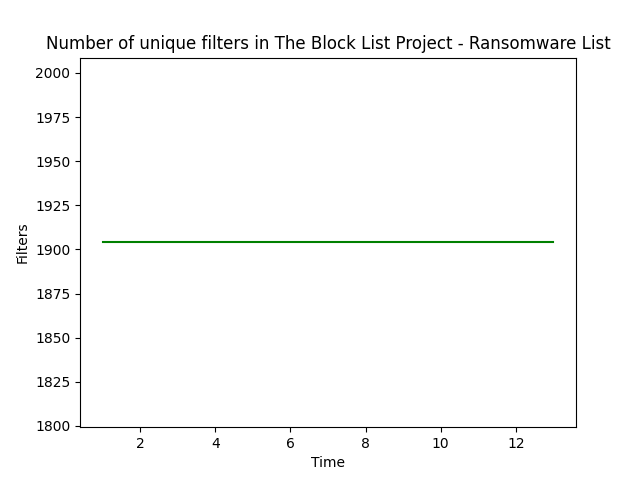 Number of unique filters in The Block List Project - Ransomware List
2000
1975
1950
1925
1900
1875
1850
1825
1800
Filters
2 4 6 8 10 12
Time